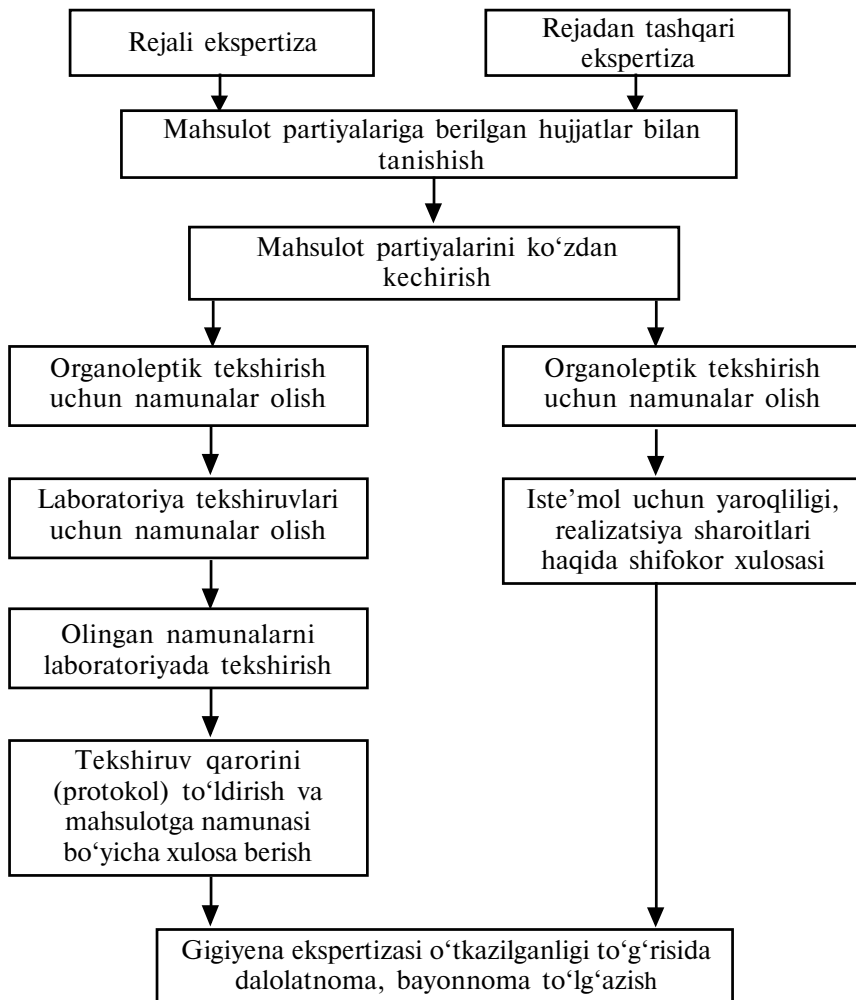 Rejali ekspertiza
Rejadan tashqari
ekspertiza
Mahsulot partiyalariga berilgan hujjatlar bilan
tanishish
Mahsulot partiyalarini ko‘zdan
kechirish
Organoleptik tekshirish
uchun namunalar olish
Organoleptik tekshirish
uchun namunalar olish
Laboratoriya tekshiruvlari
uchun namunalar olish
Iste’mol uchun yaroqliligi,
realizatsiya sharoitlari
haqida shifokor xulosasi
Olingan namunalarni
laboratoriyada tekshirish
Tekshiruv qarorini
(protokol) to‘ldirish va
mahsulotga namunasi
bo‘yicha xulosa berish
Gigiyena ekspertizasi o‘tkazilganligi to‘g‘risida
dalolatnoma, bayonnoma to‘lg‘azish